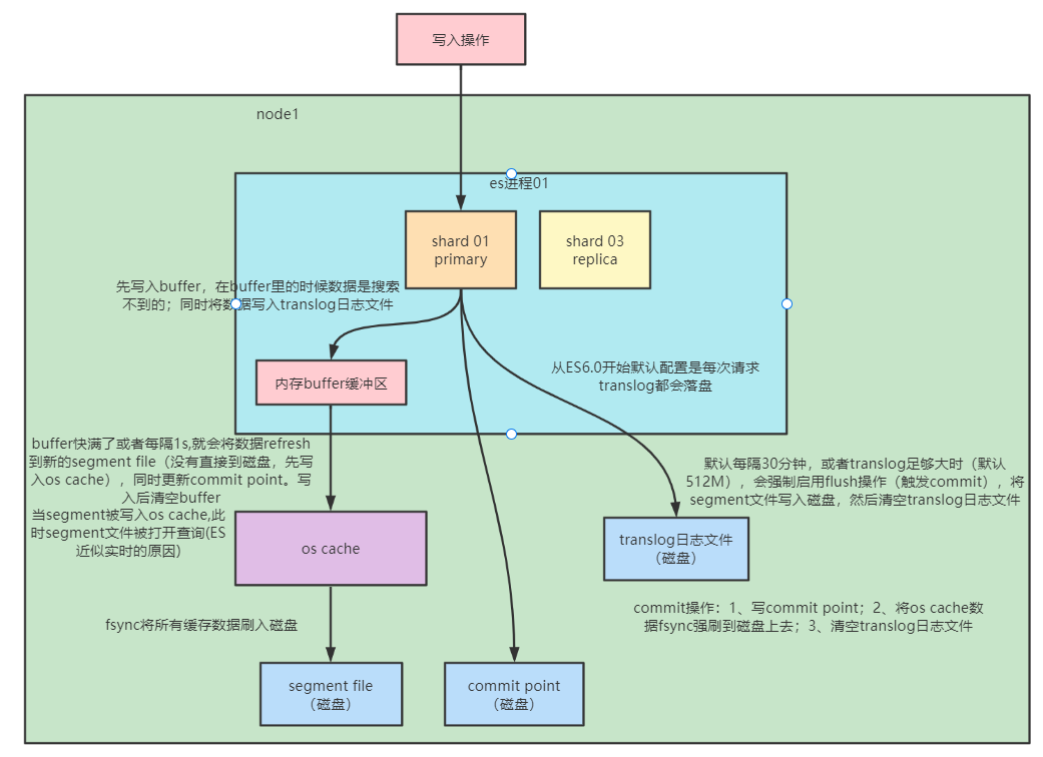 写入操作
node1
es进程01
shard 01
primary
shard 03
replica
先写入buffer，在buffer里的时候数据是搜索
不到的；同时将数据写入translog日志文件
内存buffer缓冲区
从ES6.0开始默认配置是每次请求
translog都会落盘
buffer快满了或者每隔1s,就会将数据refresh
到新的segment file（没有直接到磁盘，先写
入os cache），同时更新commit point。写
入后清空buffer
当segment被写入os cache,此
时segment文件被打开查询(ES
近似实时的原因)
默认每隔30分钟，或者translog足够大时（默认
512M），会强制启用flush操作（触发commit），将
segment文件写入磁盘，然后清空translog日志文件
os cache
translog日志文件
（磁盘）
commit操作：1、写commit point；2、将os cache数
据fsync强刷到磁盘上去；3、清空translog日志文件
fsync将所有缓存数据刷入磁盘
segment file
（磁盘）
commit point
（磁盘）